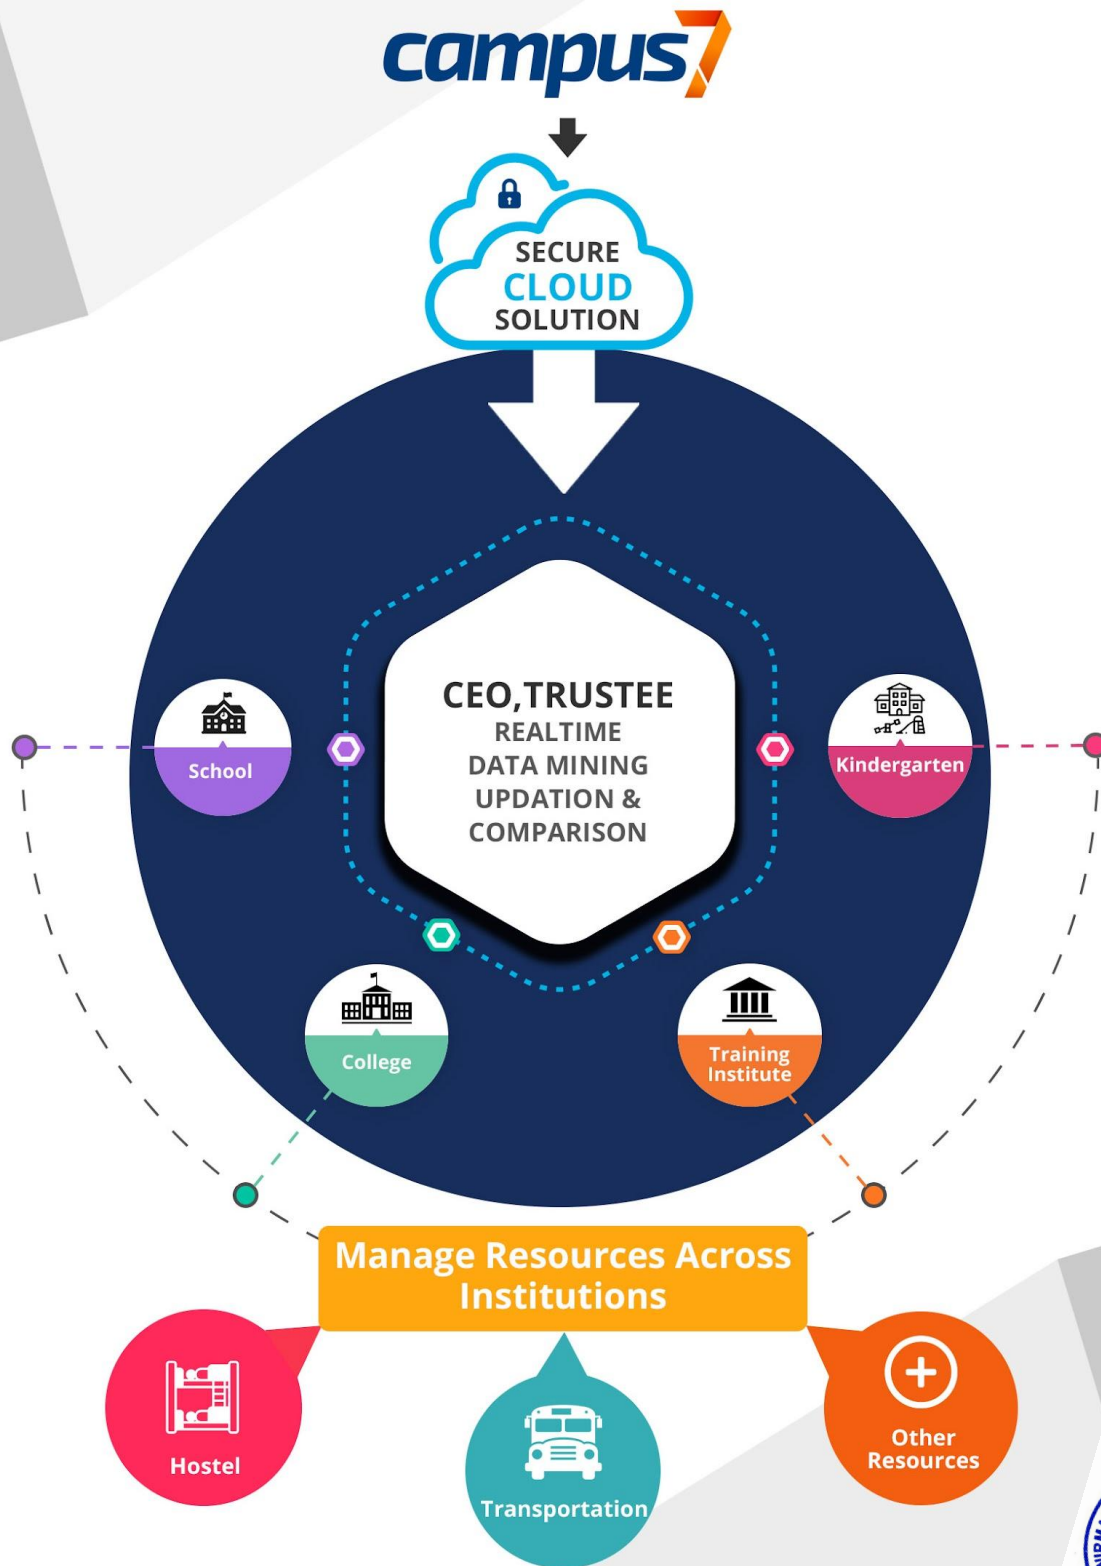 campus7
SECURE
CLOUD
SOLUTION
CEO,TRUSTEE
REALTIME
DATA MINING
UPDATION &
COMPARISON
School
Kindergarten
College
Training
Institute
Manage Resources Across
Institutions
Hostel
Transportation
Other
Resources